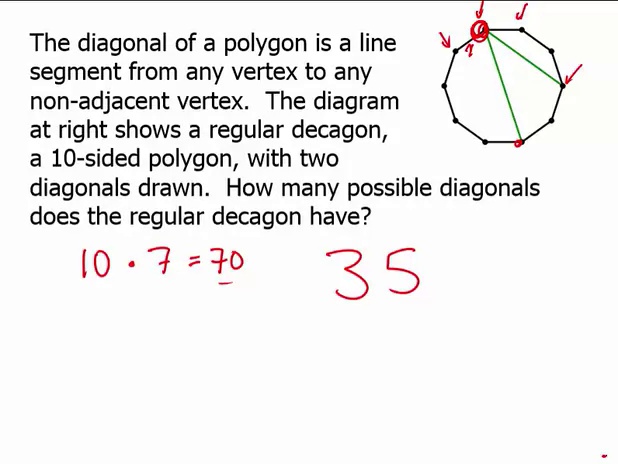 The diagonal of a polygon is a line
segment from any vertex to any
non-adjacent vertex. The diagram
at right shows a regular decagon,
a 10-sided polygon, with two
diagonals drawn. How many possible diagonals
does the regular decagon have?
10 · 7 = 70 35